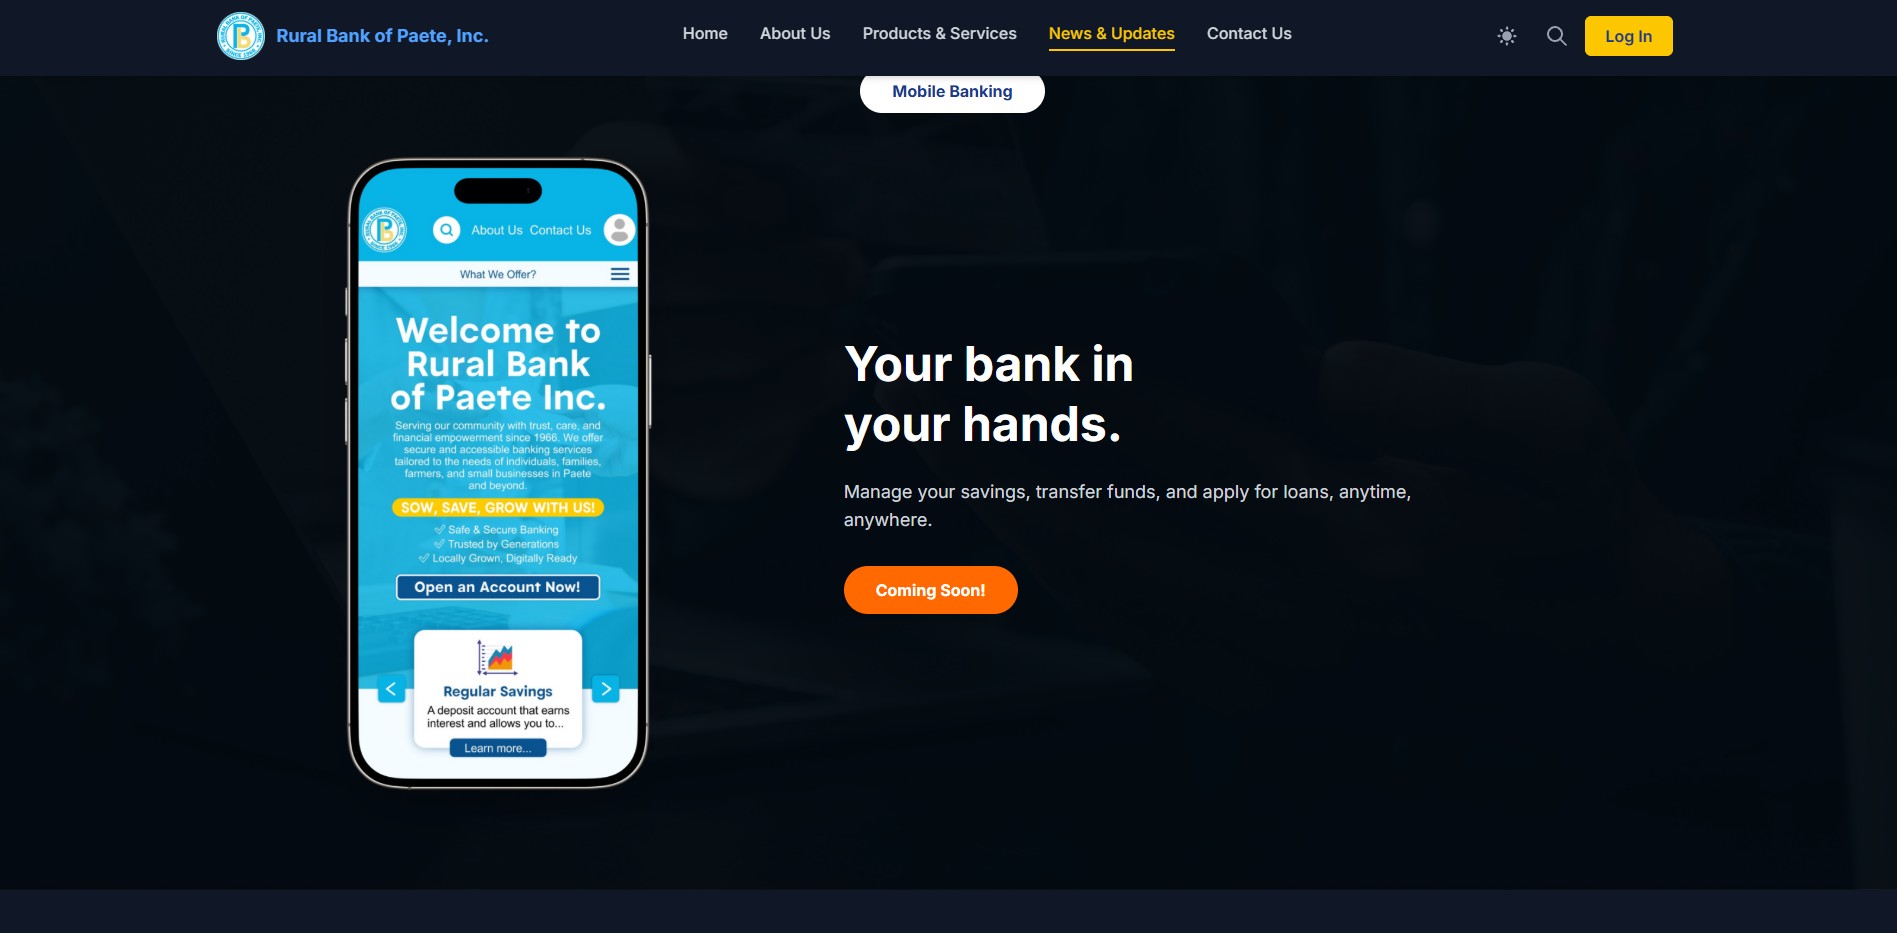 Rural Bank of Paete, Inc.
Home
About Us
Products & Services
News & Updates
Contact Us
Log In
Mobile Banking
About Us
Contact Us
What We Offer?
Welcome to
Rural Bank
of Paete Inc.
Serving our community with trust, care, and
financial empowerment since 1966. We offer
secure and accessible banking services
tailored to the needs of individuals, families,
farmers, and small businesses in Paete
and beyond.
SOW, SAVE, GROW WITH US!
Safe & Secure Banking
Trusted by Generations
Locally Grown, Digitally Ready
Open an Account Now!
Regular Savings
A deposit account that earns
interest and allows you to...
Learn more...
Your bank in
your hands.
Manage your savings, transfer funds, and apply for loans, anytime,
anywhere.
Coming Soon!